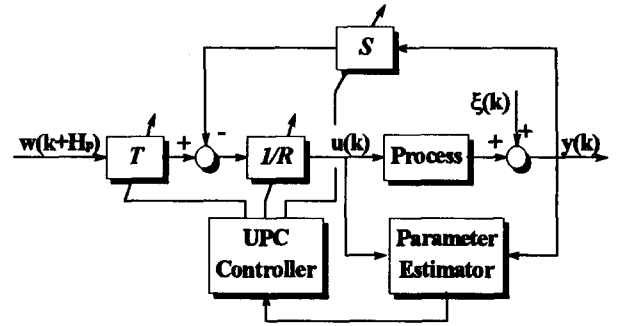 S
ξ(k)
w(k+Hp)
T
+
-
1/R
u(k)
Process
+
+
y(k)
UPC
Controller
Parameter
Estimator